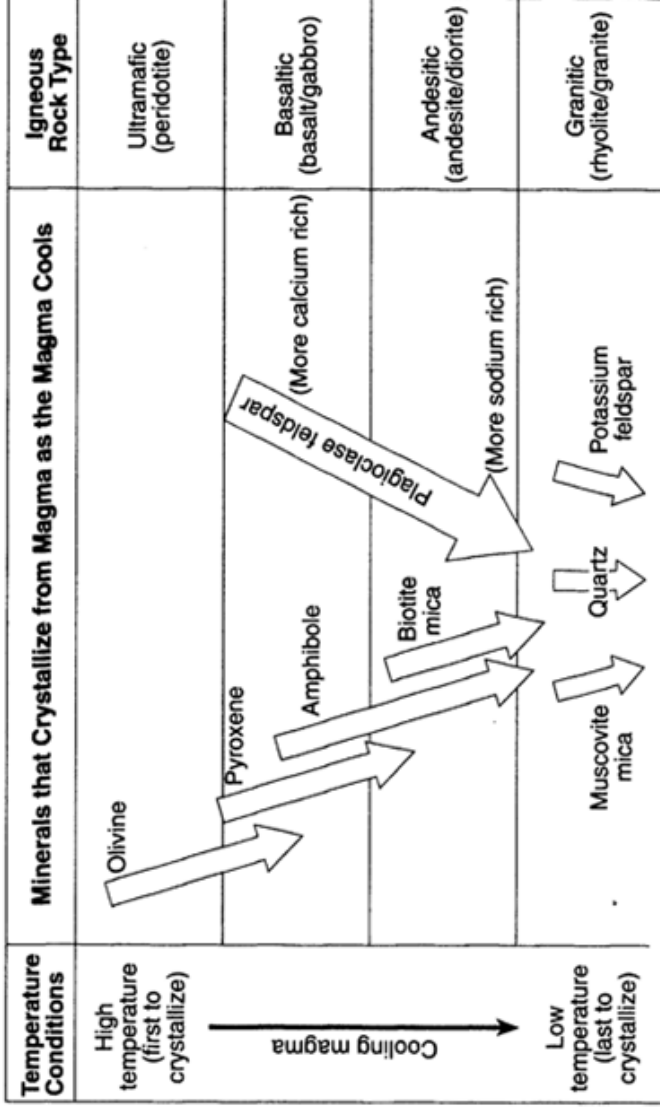 Temperature
Conditions
Minerals that Crystallize from Magma as the Magma Cools
Igneous
Rock Type
High
temperature
(first to
crystallize)
Cooling magma
Low
temperature
(last to
crystallize)
Olivine
Pyroxene
Amphibole
Biotite
mica
Plagioclase feldspar
(More calcium rich)
(More sodium rich)
Muscovite
mica
Quartz
Potassium
feldspar
Ultramafic
(peridotite)
Basaltic
(basalt/gabbro)
Andesitic
(andesite/diorite)
Granitic
(rhyolite/granite)